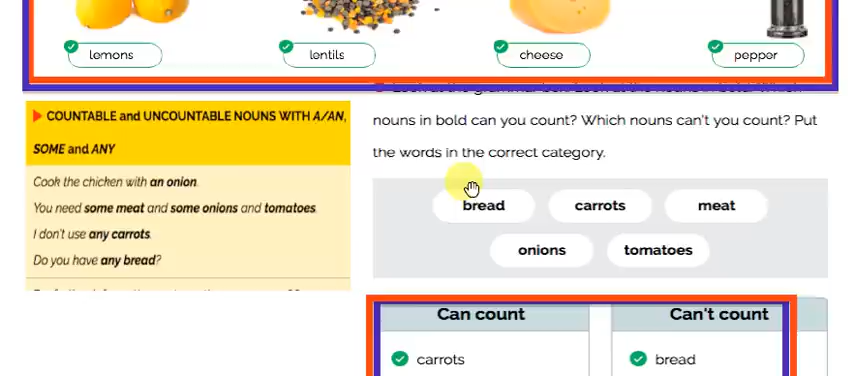 lemons
lentils
cheese
pepper
COUNTABLE and UNCOUNTABLE NOUNS WITH A/AN,
SOME and ANY
Cook the chicken with an onion.
You need some meat and some onions and tomatoes.
I don't use any carrots.
Do you have any bread?
nouns in bold can you count? Which nouns can't you count? Put
the words in the correct category.
bread
carrots
meat
onions
tomatoes
Can count
Can't count
carrots
bread